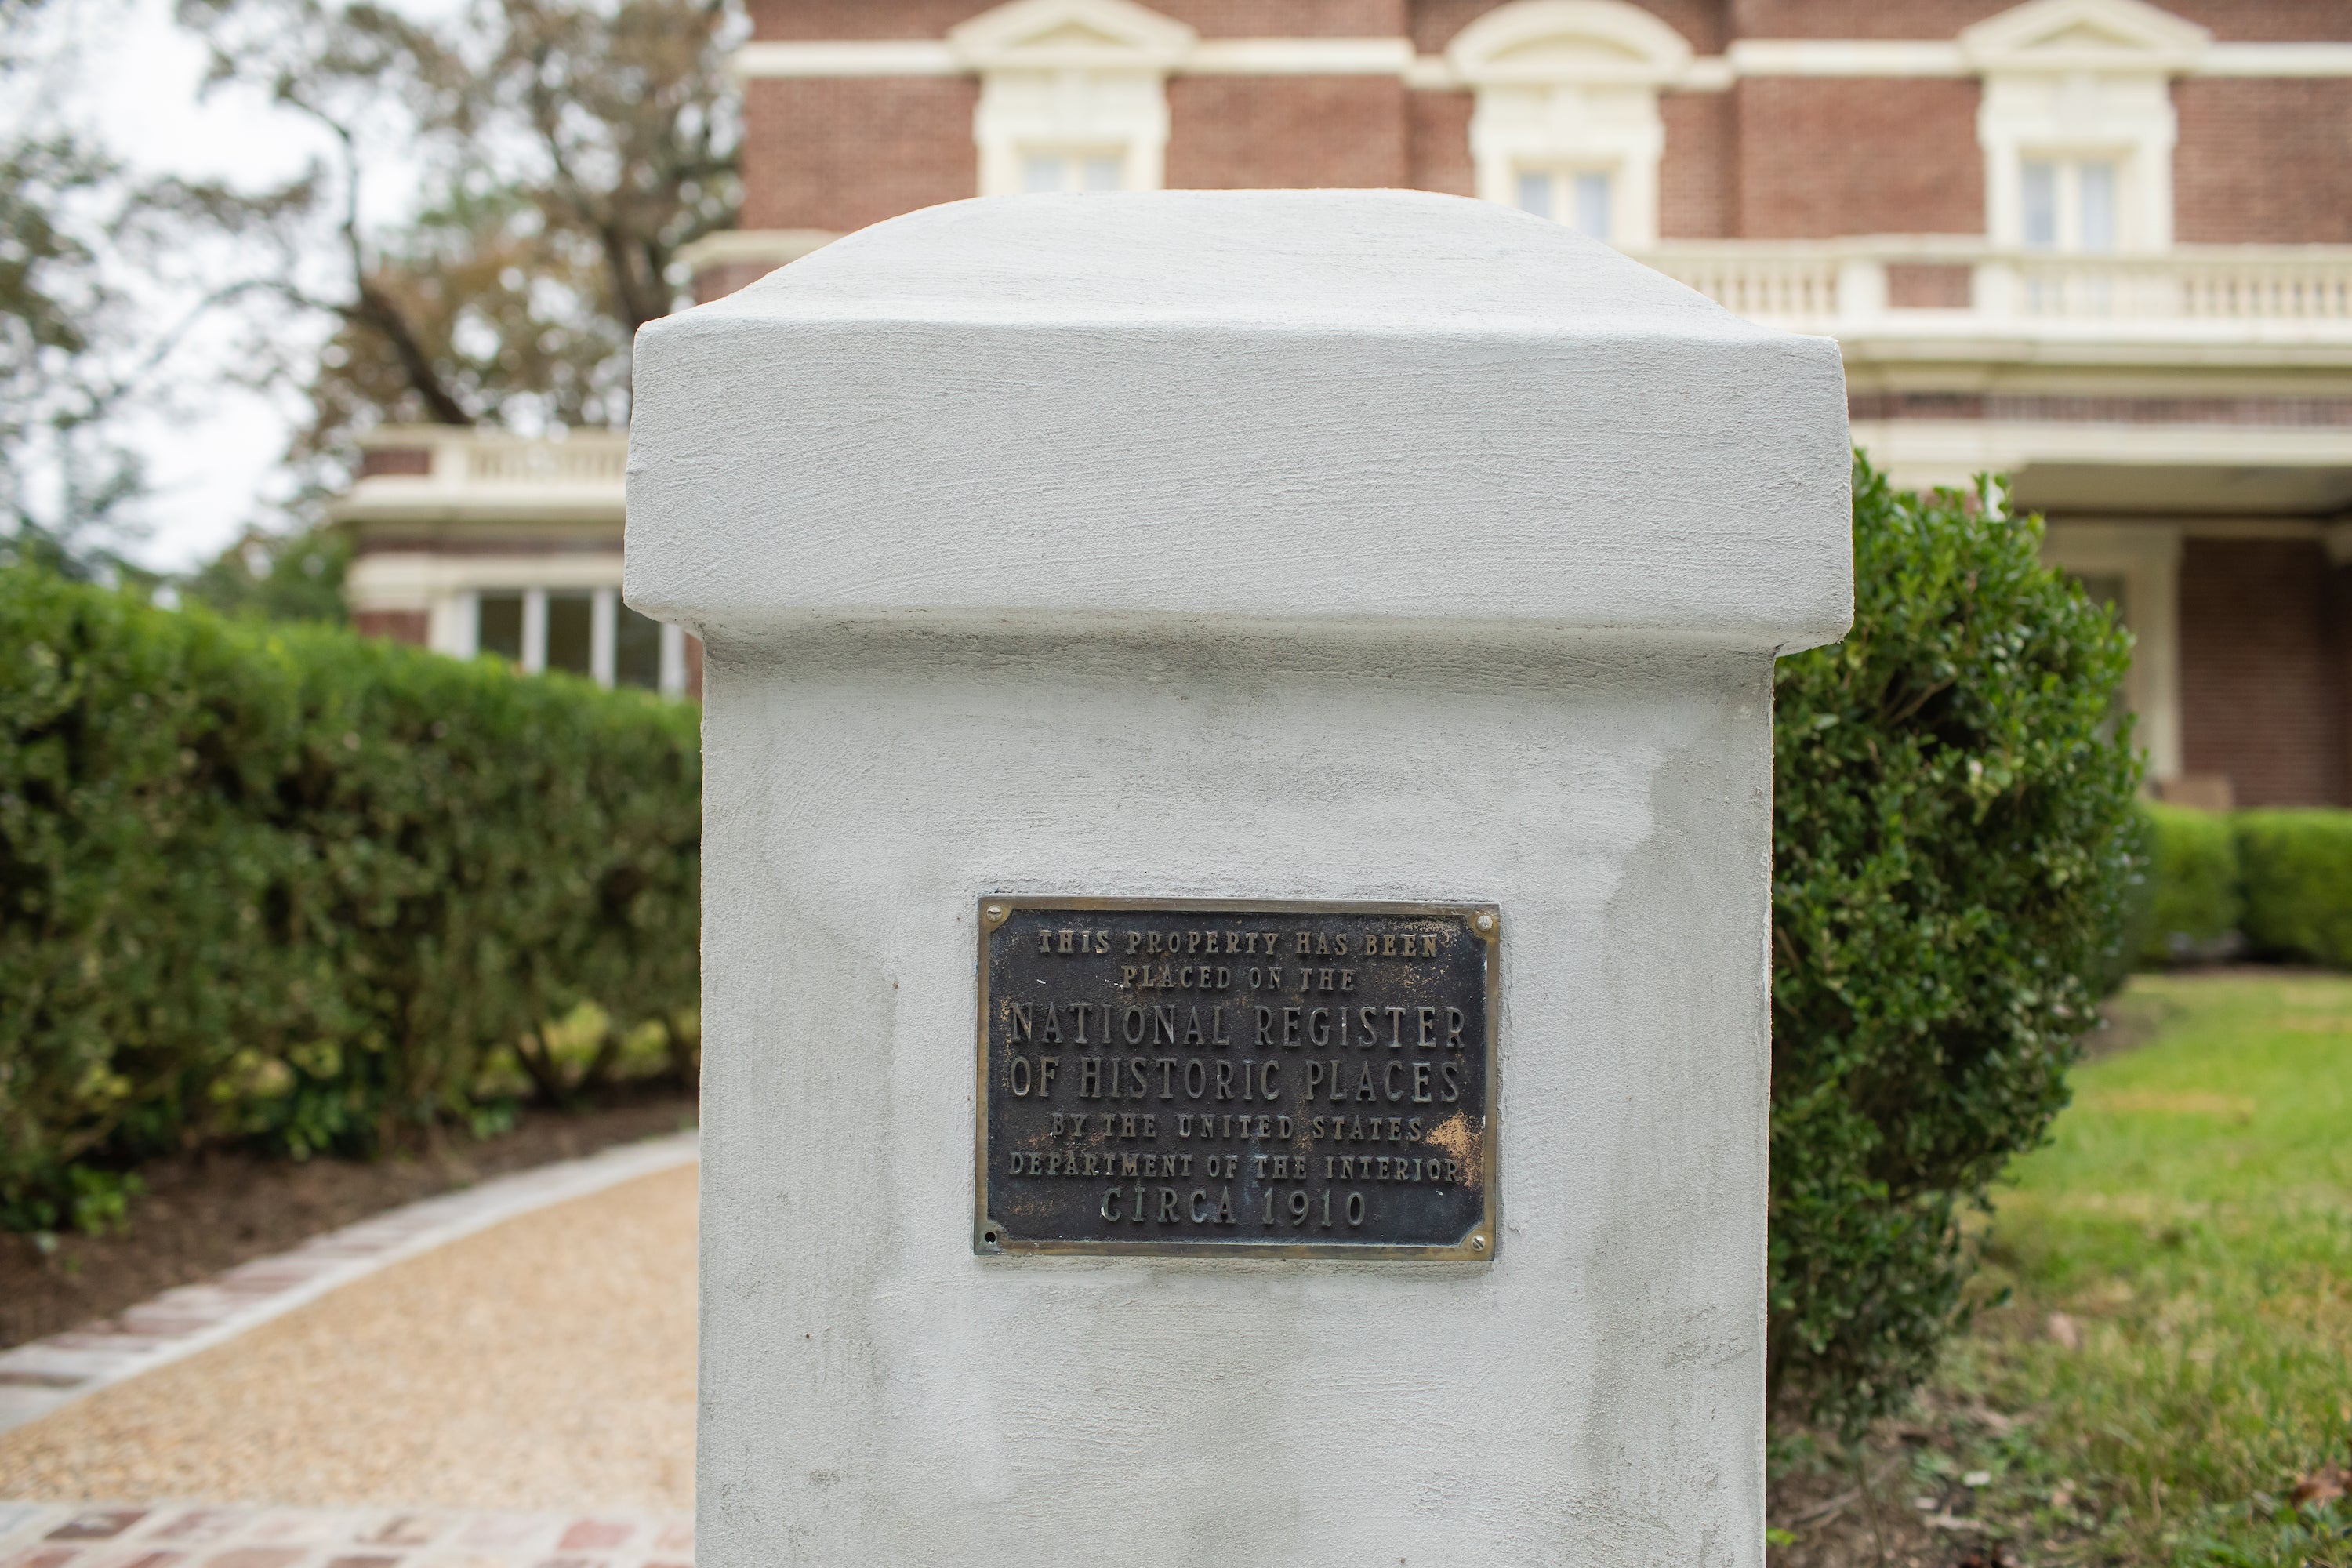 THIS PROPERTY HAS BEEN
PLACED ON THE
NATIONAL REGISTER
OF HISTORIC PLACES
BY THE UNITED STATES
DEPARTMENT OF THE INTERIOR
CIRCA 1910